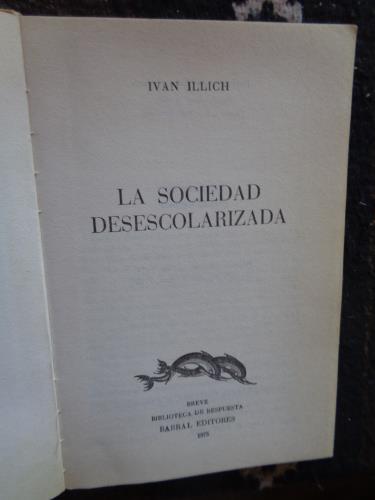 IVAN ILLICH
LA SOCIEDAD
DESESCOLARIZADA
BREVE
BIBLIOTECA DE RESPUESTA
BARRAL EDITORES
1975